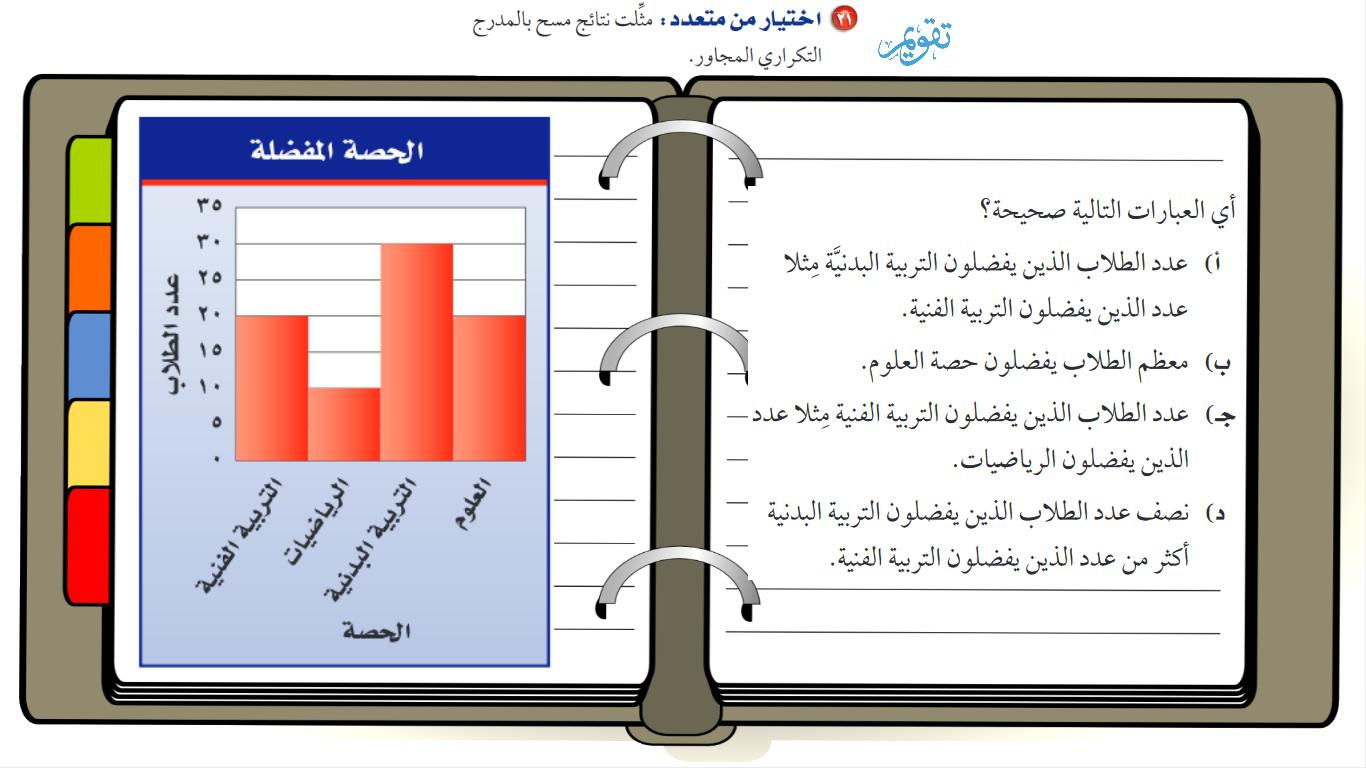 تقويم
٣١ اختيار من متعدد: مثِّلت نتائج مسح بالمدرج
التكراري المجاور.
أي العبارات التالية صحيحة؟
أ) عدد الطلاب الذين يفضلون التربية البدنيَّة مِثلا
عدد الذين يفضلون التربية الفنية.
ب) معظم الطلاب يفضلون حصة العلوم.
جـ) عدد الطلاب الذين يفضلون التربية الفنية مِثلا عدد
الذين يفضلون الرياضيات.
د) نصف عدد الطلاب الذين يفضلون التربية البدنية
أكثر من عدد الذين يفضلون التربية الفنية.
الحصة المفضلة
عدد الطلاب
٣٥
٣٠
٢٥
٢٠
١٥
١٠
٥
٠
التربية الفنية
الرياضيات
التربية البدنية
العلوم
الحصة